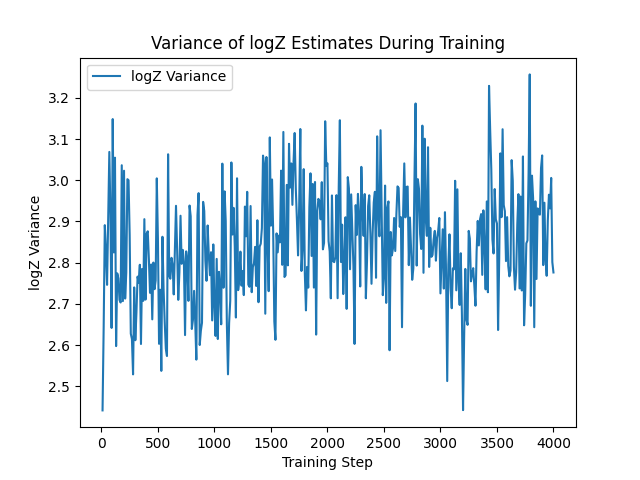 Variance of logZ Estimates During Training
logZ Variance
3.2
3.1
3.0
2.9
2.8
2.7
2.6
2.5
logZ Variance
0 500 1000 1500 2000 2500 3000 3500 4000
Training Step